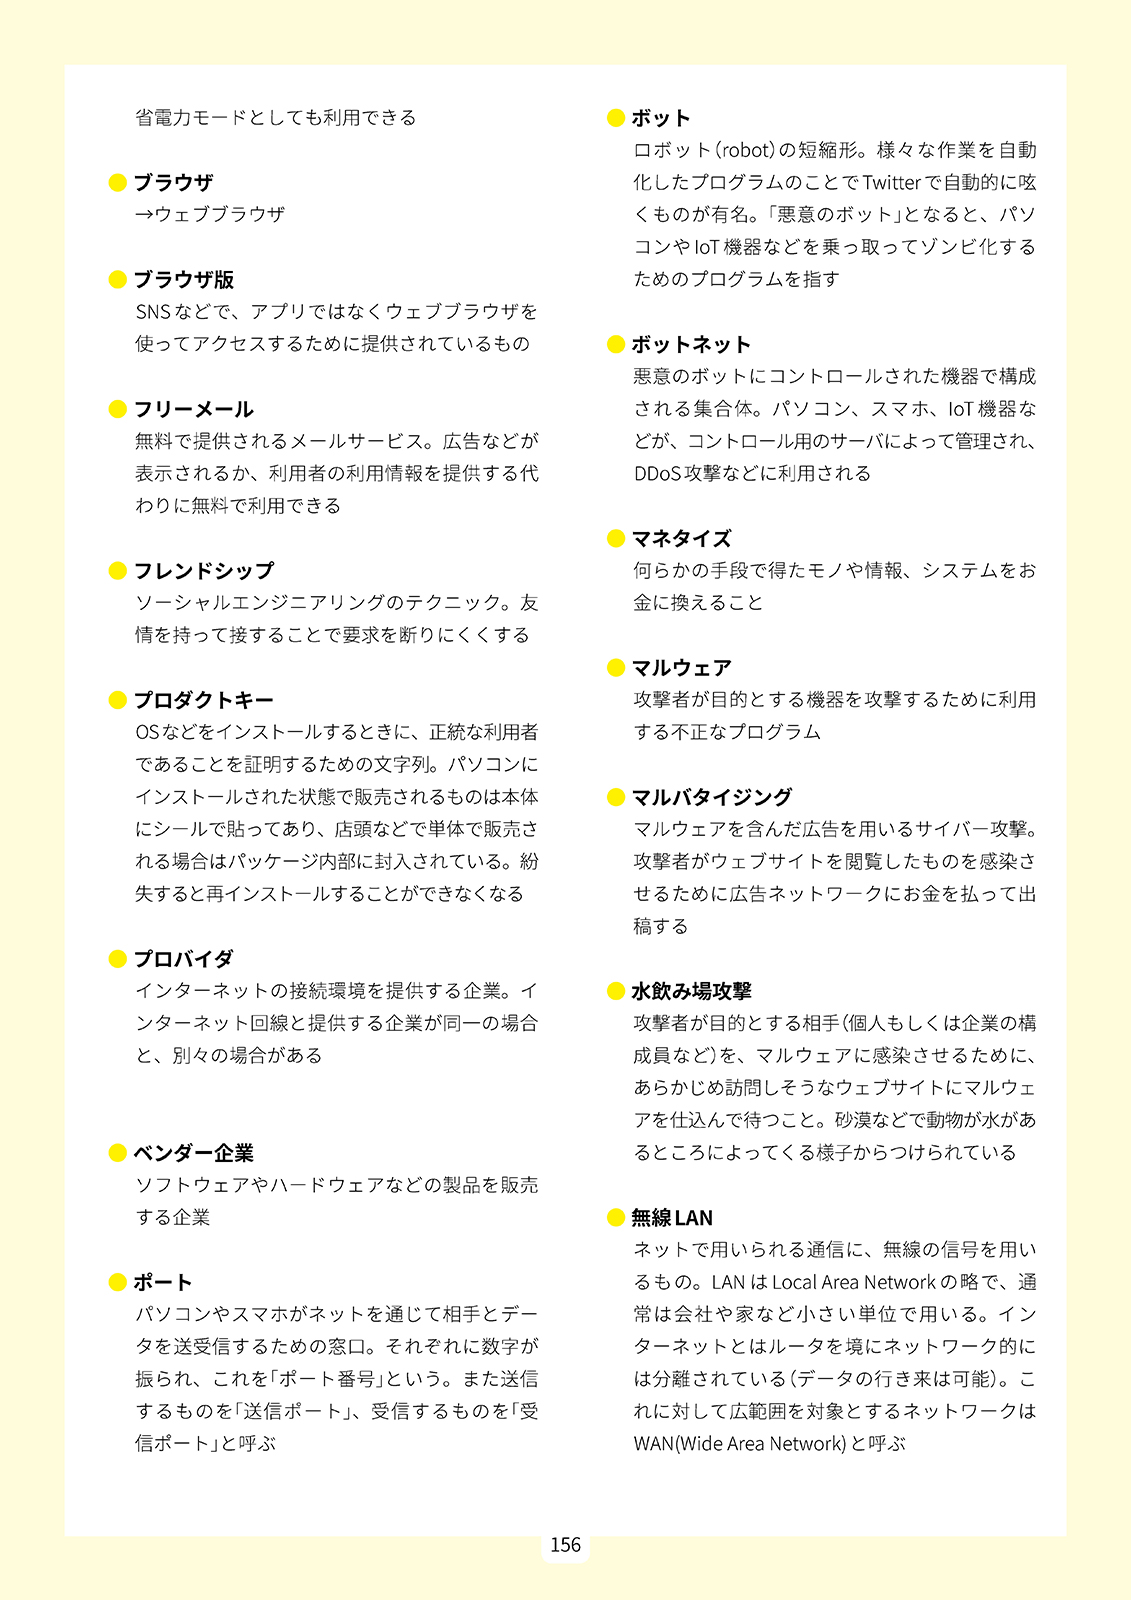 省電力モードとしても利用できる
● ブラウザ
→ウェブブラウザ
● ブラウザ版
SNSなどで、アプリではなくウェブブラウザを
使ってアクセスするために提供されているもの
● フリーメール
無料で提供されるメールサービス。広告などが
表示されるか、利用者の利用情報を提供する代
わりに無料で利用できる
● フレンドシップ
ソーシャルエンジニアリングのテクニック。友
情を持って接することで要求を断りにくくする
● プロダクトキー
OSなどをインストールするときに、正統な利用者
であることを証明するための文字列。パソコンに
インストールされた状態で販売されるものは本体
にシールで貼ってあり、店頭などで単体で販売さ
れる場合はパッケージ内部に封入されている。紛
失すると再インストールすることができなくなる
● プロバイダ
インターネットの接続環境を提供する企業。イ
ンターネット回線と提供する企業が同一の場合
と、別々の場合がある
● ベンダー企業
ソフトウェアやハードウェアなどの製品を販売
する企業
● ポート
パソコンやスマホがネットを通じて相手とデー
タを送受信するための窓口。それぞれに数字が
振られ、これを「ポート番号」という。また送信
するものを「送信ポート」、受信するものを「受
信ポート」と呼ぶ
● ボット
ロボット(robot)の短縮形。様々な作業を自動
化したプログラムのことでTwitterで自動的に呟
くものが有名。「悪意のボット」となると、パソ
コンやIoT機器などを乗っ取ってゾンビ化する
ためのプログラムを指す
● ボットネット
悪意のボットにコントロールされた機器で構成
される集合体。パソコン、スマホ、IoT機器な
どが、コントロール用のサーバによって管理され、
DDoS攻撃などに利用される
● マネタイズ
何らかの手段で得たモノや情報、システムをお
金に換えること
● マルウェア
攻撃者が目的とする機器を攻撃するために利用
する不正なプログラム
● マルバタイジング
マルウェアを含んだ広告を用いるサイバー攻撃。
攻撃者がウェブサイトを閲覧したものを感染さ
せるために広告ネットワークにお金を払って出
稿する
● 水飲み場攻撃
攻撃者が目的とする相手(個人もしくは企業の構
成員など)を、マルウェアに感染させるために、
あらかじめ訪問しそうなウェブサイトにマルウェ
アを仕込んで待つこと。砂漠などで動物が水があ
るところによってくる様子からつけられている
● 無線LAN
ネットで用いられる通信に、無線の信号を用い
るもの。LANはLocal Area Networkの略で、通
常は会社や家など小さい単位で用いる。イン
ターネットとはルータを境にネットワーク的に
は分離されている(データの行き来は可能)。こ
れに対して広範囲を対象とするネットワークは
WAN(Wide Area Network)と呼ぶ
156